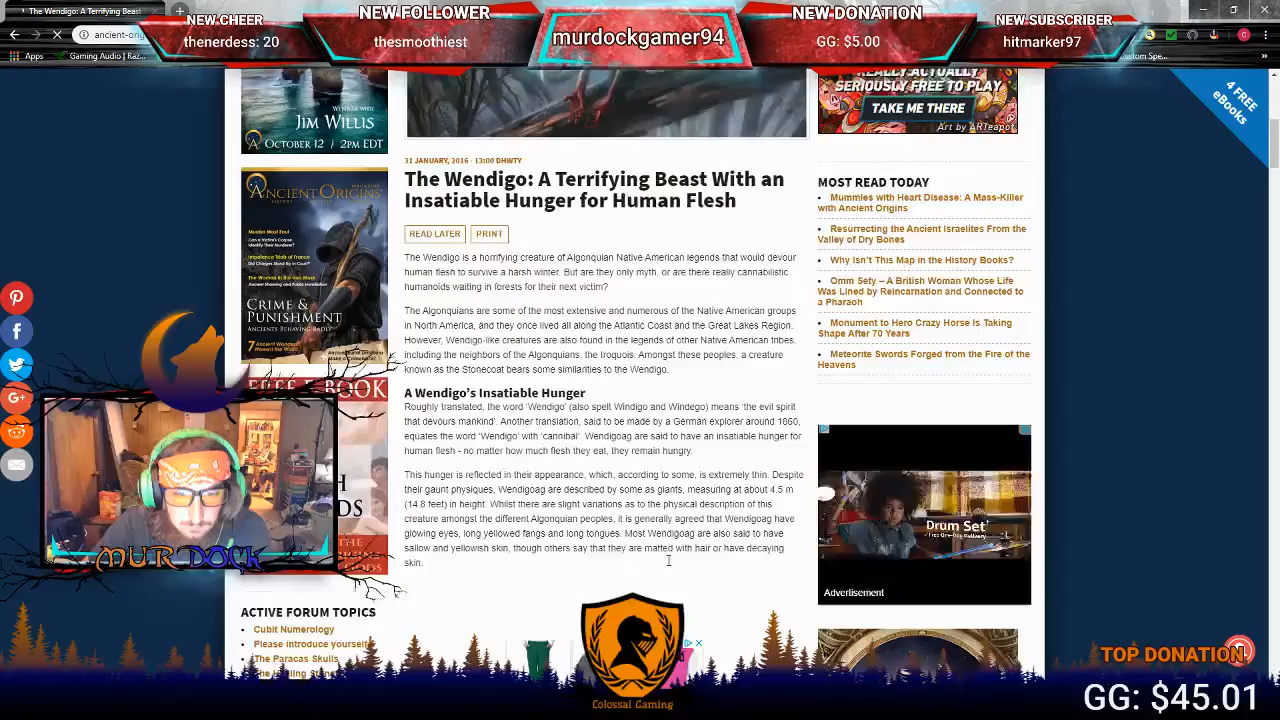 The Wendigo: A Terrifying Beast
NEW CHEER
thenerdess: 20
NEW FOLLOWER
thesmoothiest
murdockgamer94
NEW DONATION
GG: $5.00
NEW SUBSCRIBER
hitmarker97
ancient-orig
Apps
Gaming Audio | Raz...
Custom Spe...
WEBINAR WITH
JIM WILLIS
OCTOBER 12 / 2PM EDT
ANCIENT ORIGINS
MAGAZINE
Murder Most Foul
Can a Victim's Corpse
Identify Their Murderer?
Impotence Trials of France
The Woman in the Iron Mask
CRIME &
PUNISHMENT
ANCIENTS BEHAVING BADLY
7 Ancient Wonders
FREE E BOOK
31 JANUARY, 2016 - 13:00 DHWTY
The Wendigo: A Terrifying Beast With an
Insatiable Hunger for Human Flesh
READ LATER
PRINT
The Wendigo is a horrifying creature of Algonquian Native American legends that would devour
human flesh to survive a harsh winter. But are they only myth, or are there really cannibalistic
humanoids waiting in forests for their next victim?
The Algonquians are some of the most extensive and numerous of the Native American groups
in North America, and they once lived all along the Atlantic Coast and the Great Lakes Region.
However, Wendigo-like creatures are also found in the legends of other Native American tribes,
including the neighbors of the Algonquians, the Iroquois. Amongst these peoples, a creature
known as the Stonecoat bears some similarities to the Wendigo.
A Wendigo's Insatiable Hunger
Roughly translated, the word 'Wendigo' (also spelt Windigo and Windego) means 'the evil spirit
that devours mankind'. Another translation, said to be made by a German explorer around 1860,
equates the word 'Wendigo' with 'cannibal'. Wendigoag are said to have an insatiable hunger for
human flesh - no matter how much flesh they eat, they remain hungry.
This hunger is reflected in their appearance, which, according to some, is extremely thin. Despite
their gaunt physiques, Wendigoag are described by some as giants, measuring at about 4.5 m
(14.8 feet) in height. Whilst there are slight variations as to the physical description of this
creature amongst the different Algonquian peoples, it is generally agreed that Wendigoag have
glowing eyes, long yellowed fangs and long tongues. Most Wendigoag are also said to have
sallow and yellowish skin, though others say that they are matted with hair or have decaying
skin.
REALLY ACTUALLY
SERIOUSLY FREE TO PLAY
TAKE ME THERE
Art by ARTeapot
4 FREE
eBooks
MOST READ TODAY
Mummies with Heart Disease: A Mass-Killer
with Ancient Origins
Resurrecting the Ancient Israelites From the
Valley of Dry Bones
Why Isn't This Map in the History Books?
Omm Sety – A British Woman Whose Life
Was Lined by Reincarnation and Connected to
a Pharaoh
Monument to Hero Crazy Horse Is Taking
Shape After 70 Years
Meteorite Swords Forged from the Fire of the
Heavens
Drum Set*
Advertisement
MURDOCK
ACTIVE FORUM TOPICS
Cubit Numerology
Please introduce yourself
The Paracas Skulls
Colossal Gaming
TOP DONATION
GG: $45.01